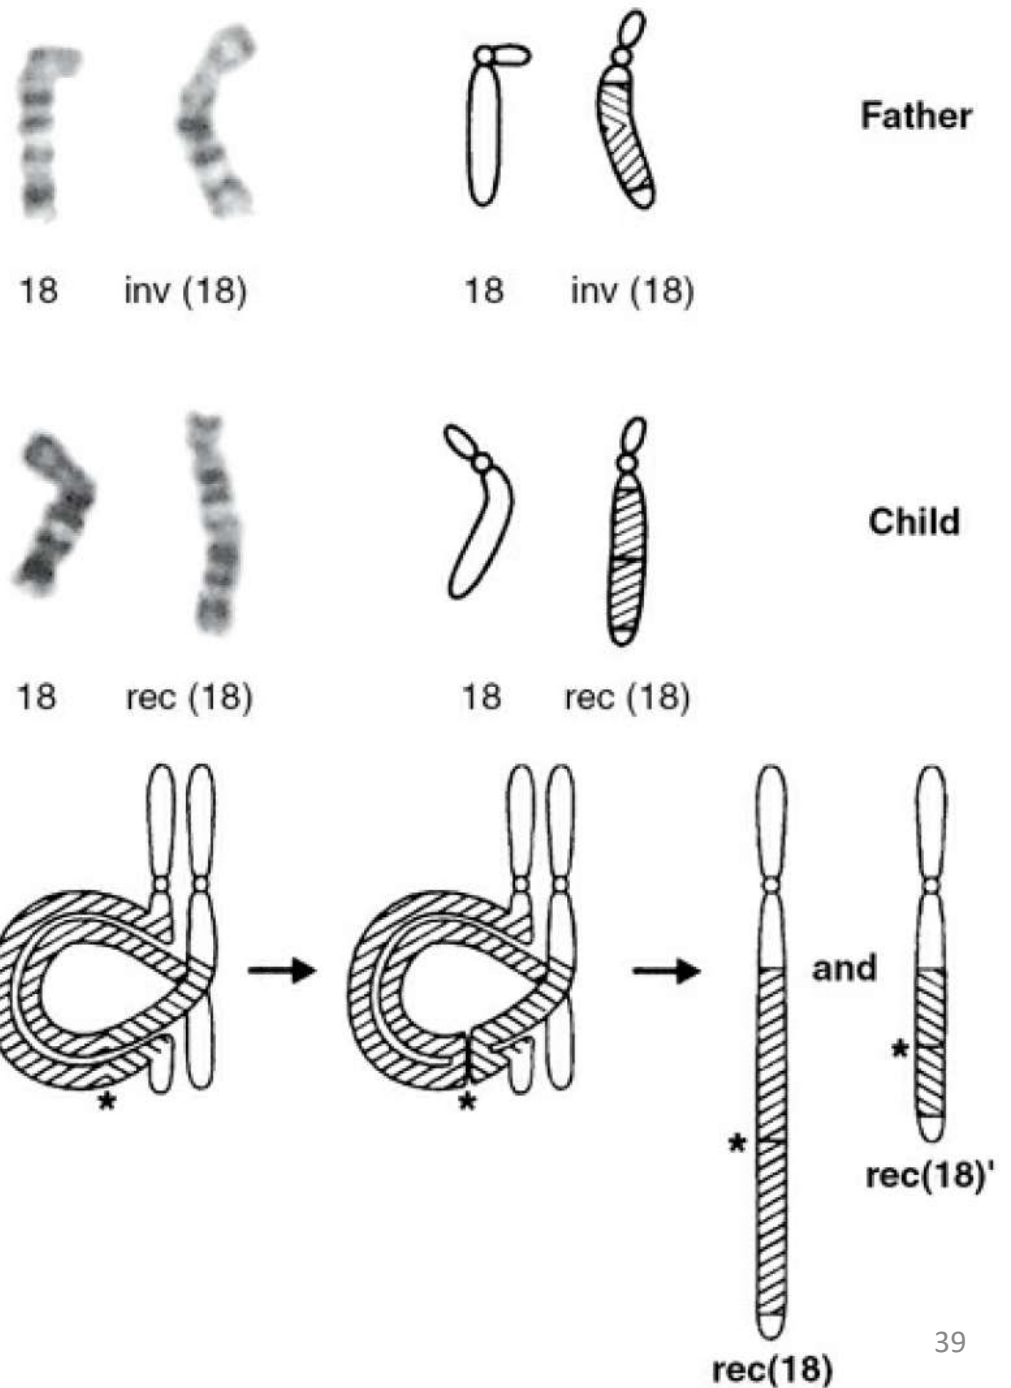 Father
18 inv (18) 18 inv (18)
Child
18 rec (18) 18 rec (18)
and
* * * *
rec(18)'
rec(18)
39